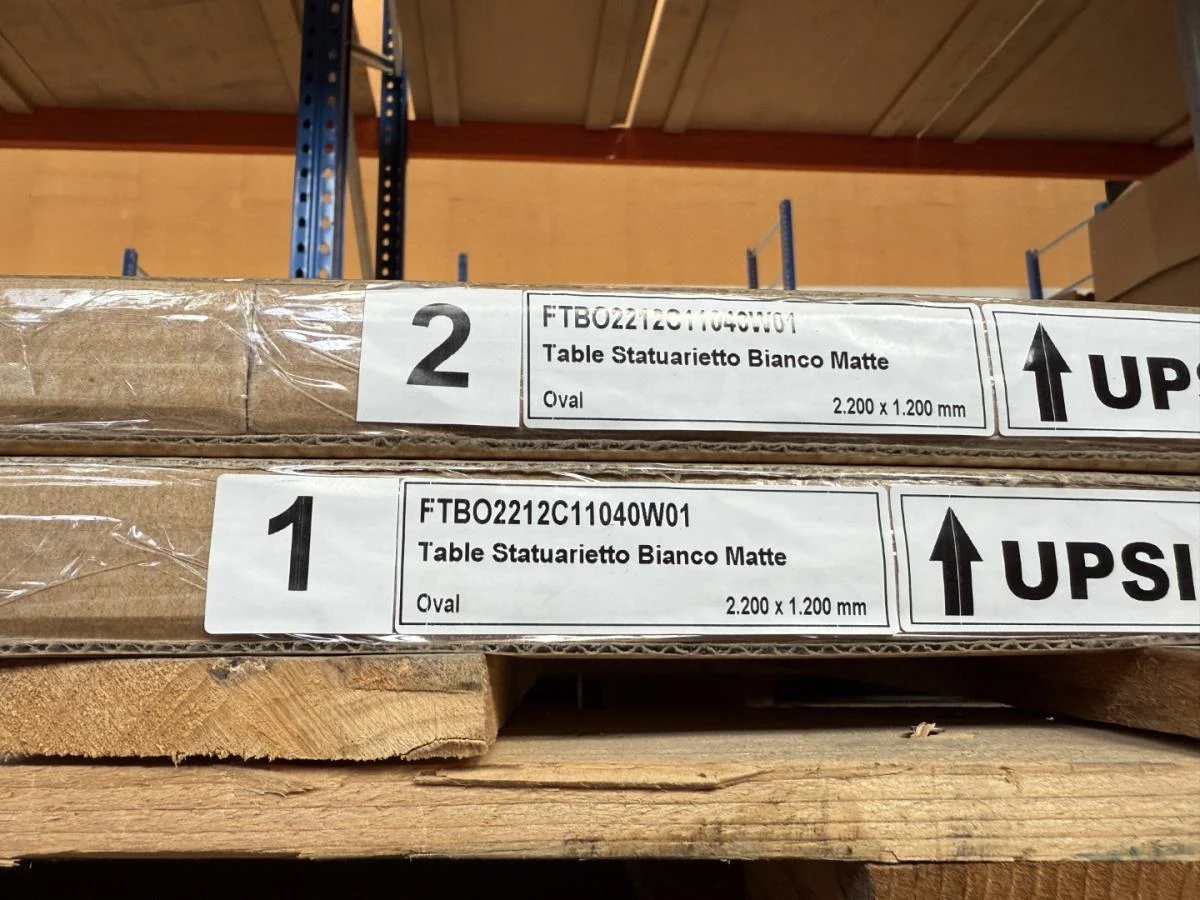 2
FTBO2212C11040W01
Table Statuarietto Bianco Matte
Oval
2.200 x 1.200 mm
UPS
1
FTBO2212C11040W01
Table Statuarietto Bianco Matte
Oval
2.200 x 1.200 mm
UPSI